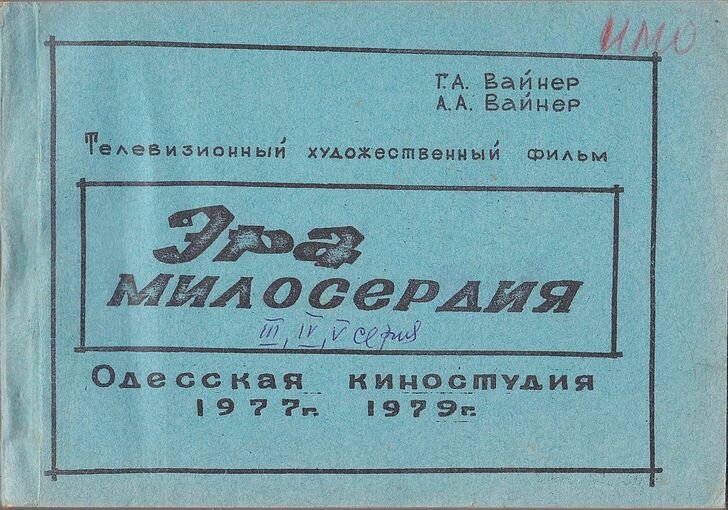 ИМО
Г.А. Вайнер
А.А. Вайнер
Телевизионный художественный фильм
Эра
милосердия
III, IV, V серия
Одесская киностудия
1977г. 1979г.